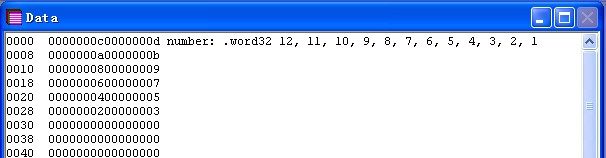 Data
0000 0000000c0000000d number: .word32 12, 11, 10, 9, 8, 7, 6, 5, 4, 3, 2, 1
0008 0000000a0000000b
0010 0000000800000009
0018 0000000600000007
0020 0000000400000005
0028 0000000200000003
0030 0000000000000000
0038 0000000000000000
0040 0000000000000000